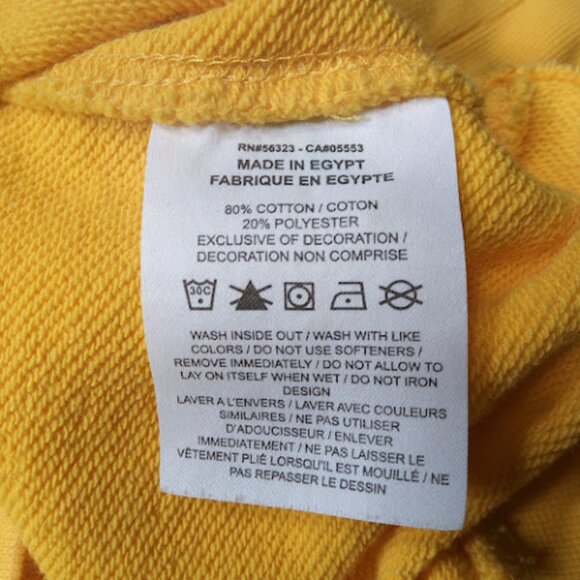 RN#56323 - CA#05553
MADE IN EGYPT
FABRIQUE EN EGYPTE
80% COTTON / COTON
20% POLYESTER
EXCLUSIVE OF DECORATION /
DECORATION NON COMPRISE
30C
WASH INSIDE OUT / WASH WITH LIKE
COLORS / DO NOT USE SOFTENERS /
REMOVE IMMEDIATELY / DO NOT ALLOW TO
LAY ON ITSELF WHEN WET / DO NOT IRON
DESIGN
LAVER A L'ENVERS / LAVER AVEC COULEURS
SIMILAIRES / NE PAS UTILISER
D'ADOUCISSEUR / ENLEVER
IMMEDIATEMENT / NE PAS LAISSER LE
VÊTEMENT PLIÉ LORSQU'IL EST MOUILLÉ / NE
PAS REPASSER LE DESSIN